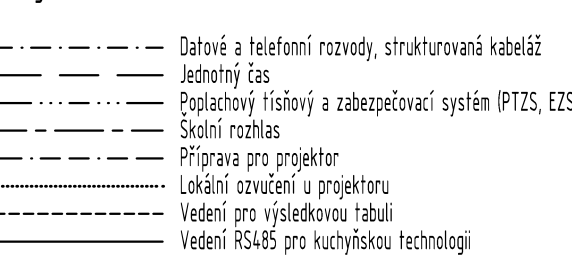 Datové a telefonní rozvody, strukturovaná kabeláž
Jednotný čas
Poplachový tísňový a zabezpečovací systém (PTZS, EZS
Školní rozhlas
Příprava pro projektor
Lokální ozvučení u projektoru
Vedení pro výsledkovou tabuli
Vedení RS485 pro kuchyňskou technologii